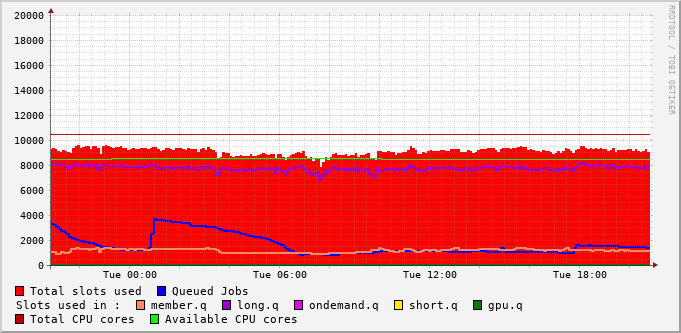 20000
18000
16000
14000
12000
10000
8000
6000
4000
2000
0
Tue 00:00 Tue 06:00 Tue 12:00 Tue 18:00
RRDTOOL / TOBI OETIKER
Total slots used Queued Jobs
Slots used in : member.q long.q ondemand.q short.q gpu.q
Total CPU cores Available CPU cores